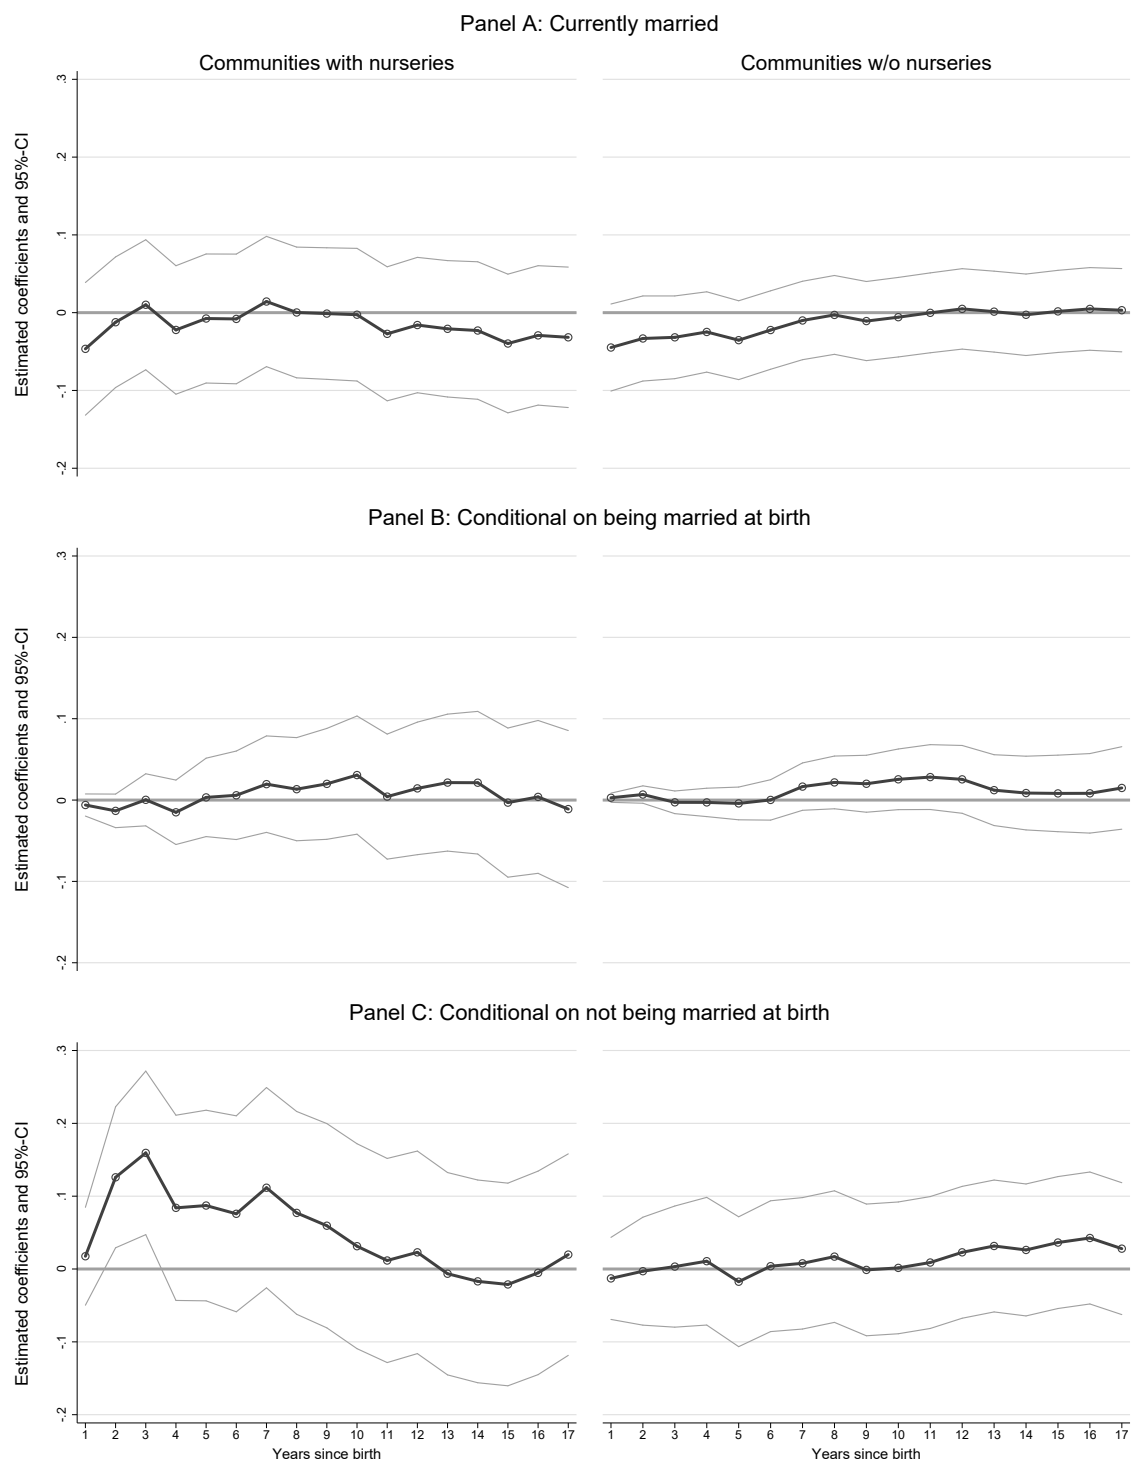 Panel A: Currently married
Communities with nurseries
Communities w/o nurseries
Estimated coefficients and 95%-CI
.3
.2
.1
0
-.1
-.2
Panel B: Conditional on being married at birth
Estimated coefficients and 95%-CI
.3
.2
.1
0
-.1
-.2
Panel C: Conditional on not being married at birth
Estimated coefficients and 95%-CI
.3
.2
.1
0
-.1
-.2
1 2 3 4 5 6 7 8 9 10 11 12 13 14 15 16 17
Years since birth
1 2 3 4 5 6 7 8 9 10 11 12 13 14 15 16 17
Years since birth